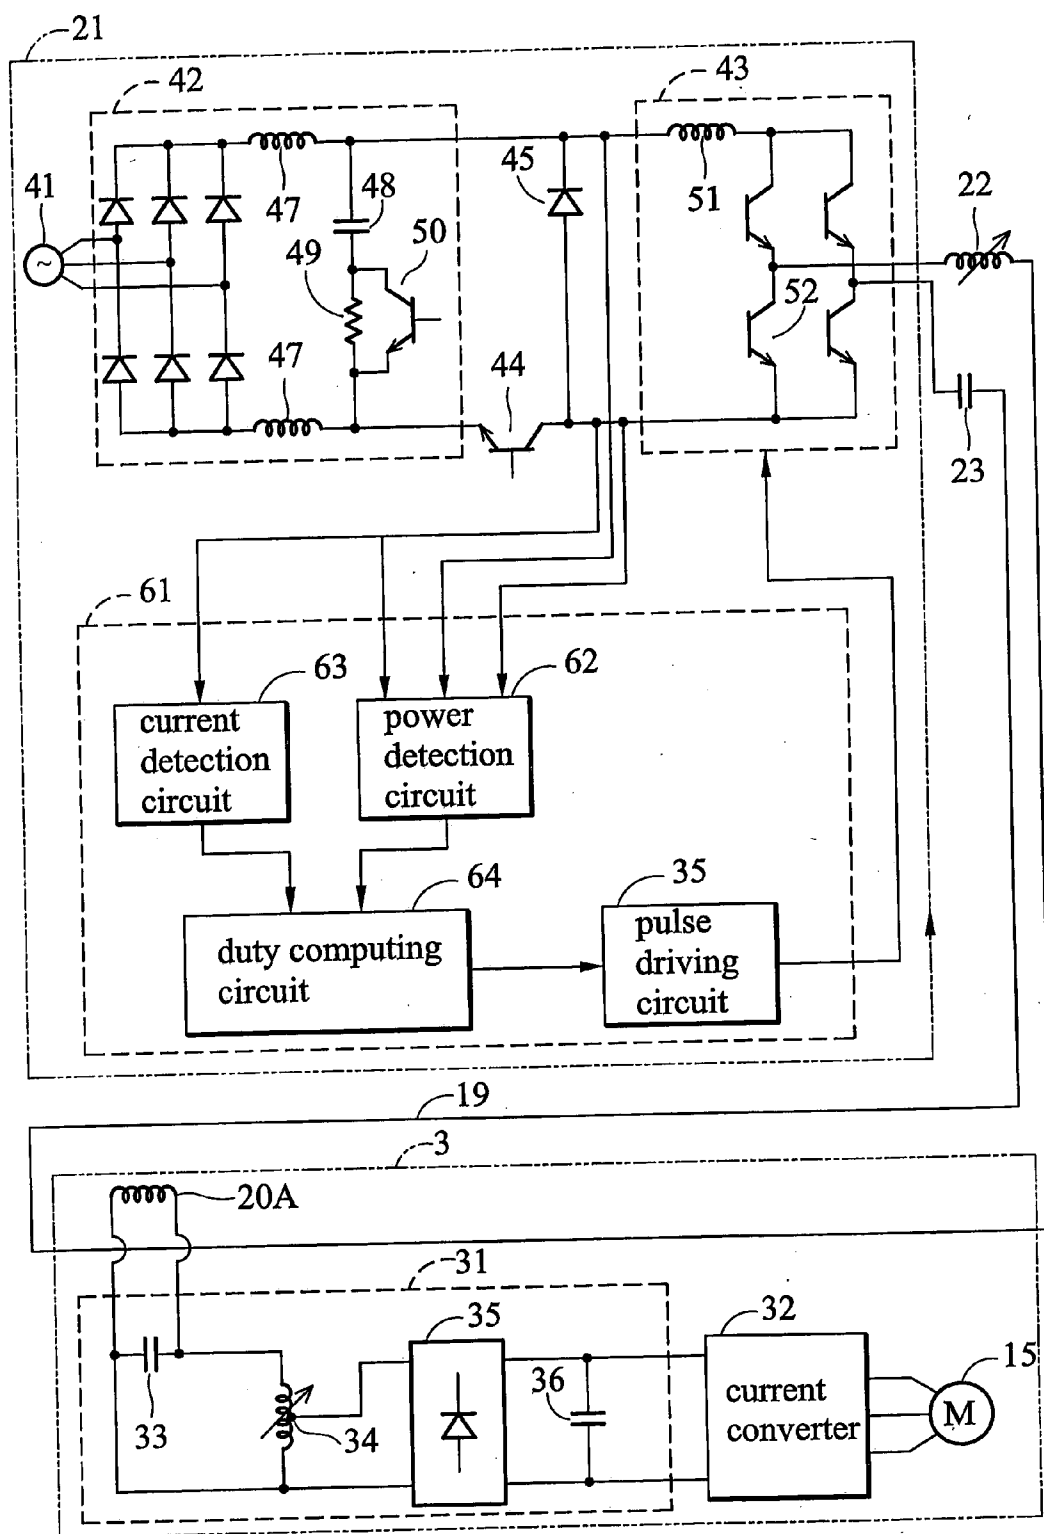 21
42
43
41
47
48
49
50
45
51
22
52
47
44
23
61
63
62
current
detection
circuit
power
detection
circuit
64
35
duty computing
circuit
pulse
driving
circuit
19
3
20A
31
35
32
33
34
36
current
converter
15
M
~